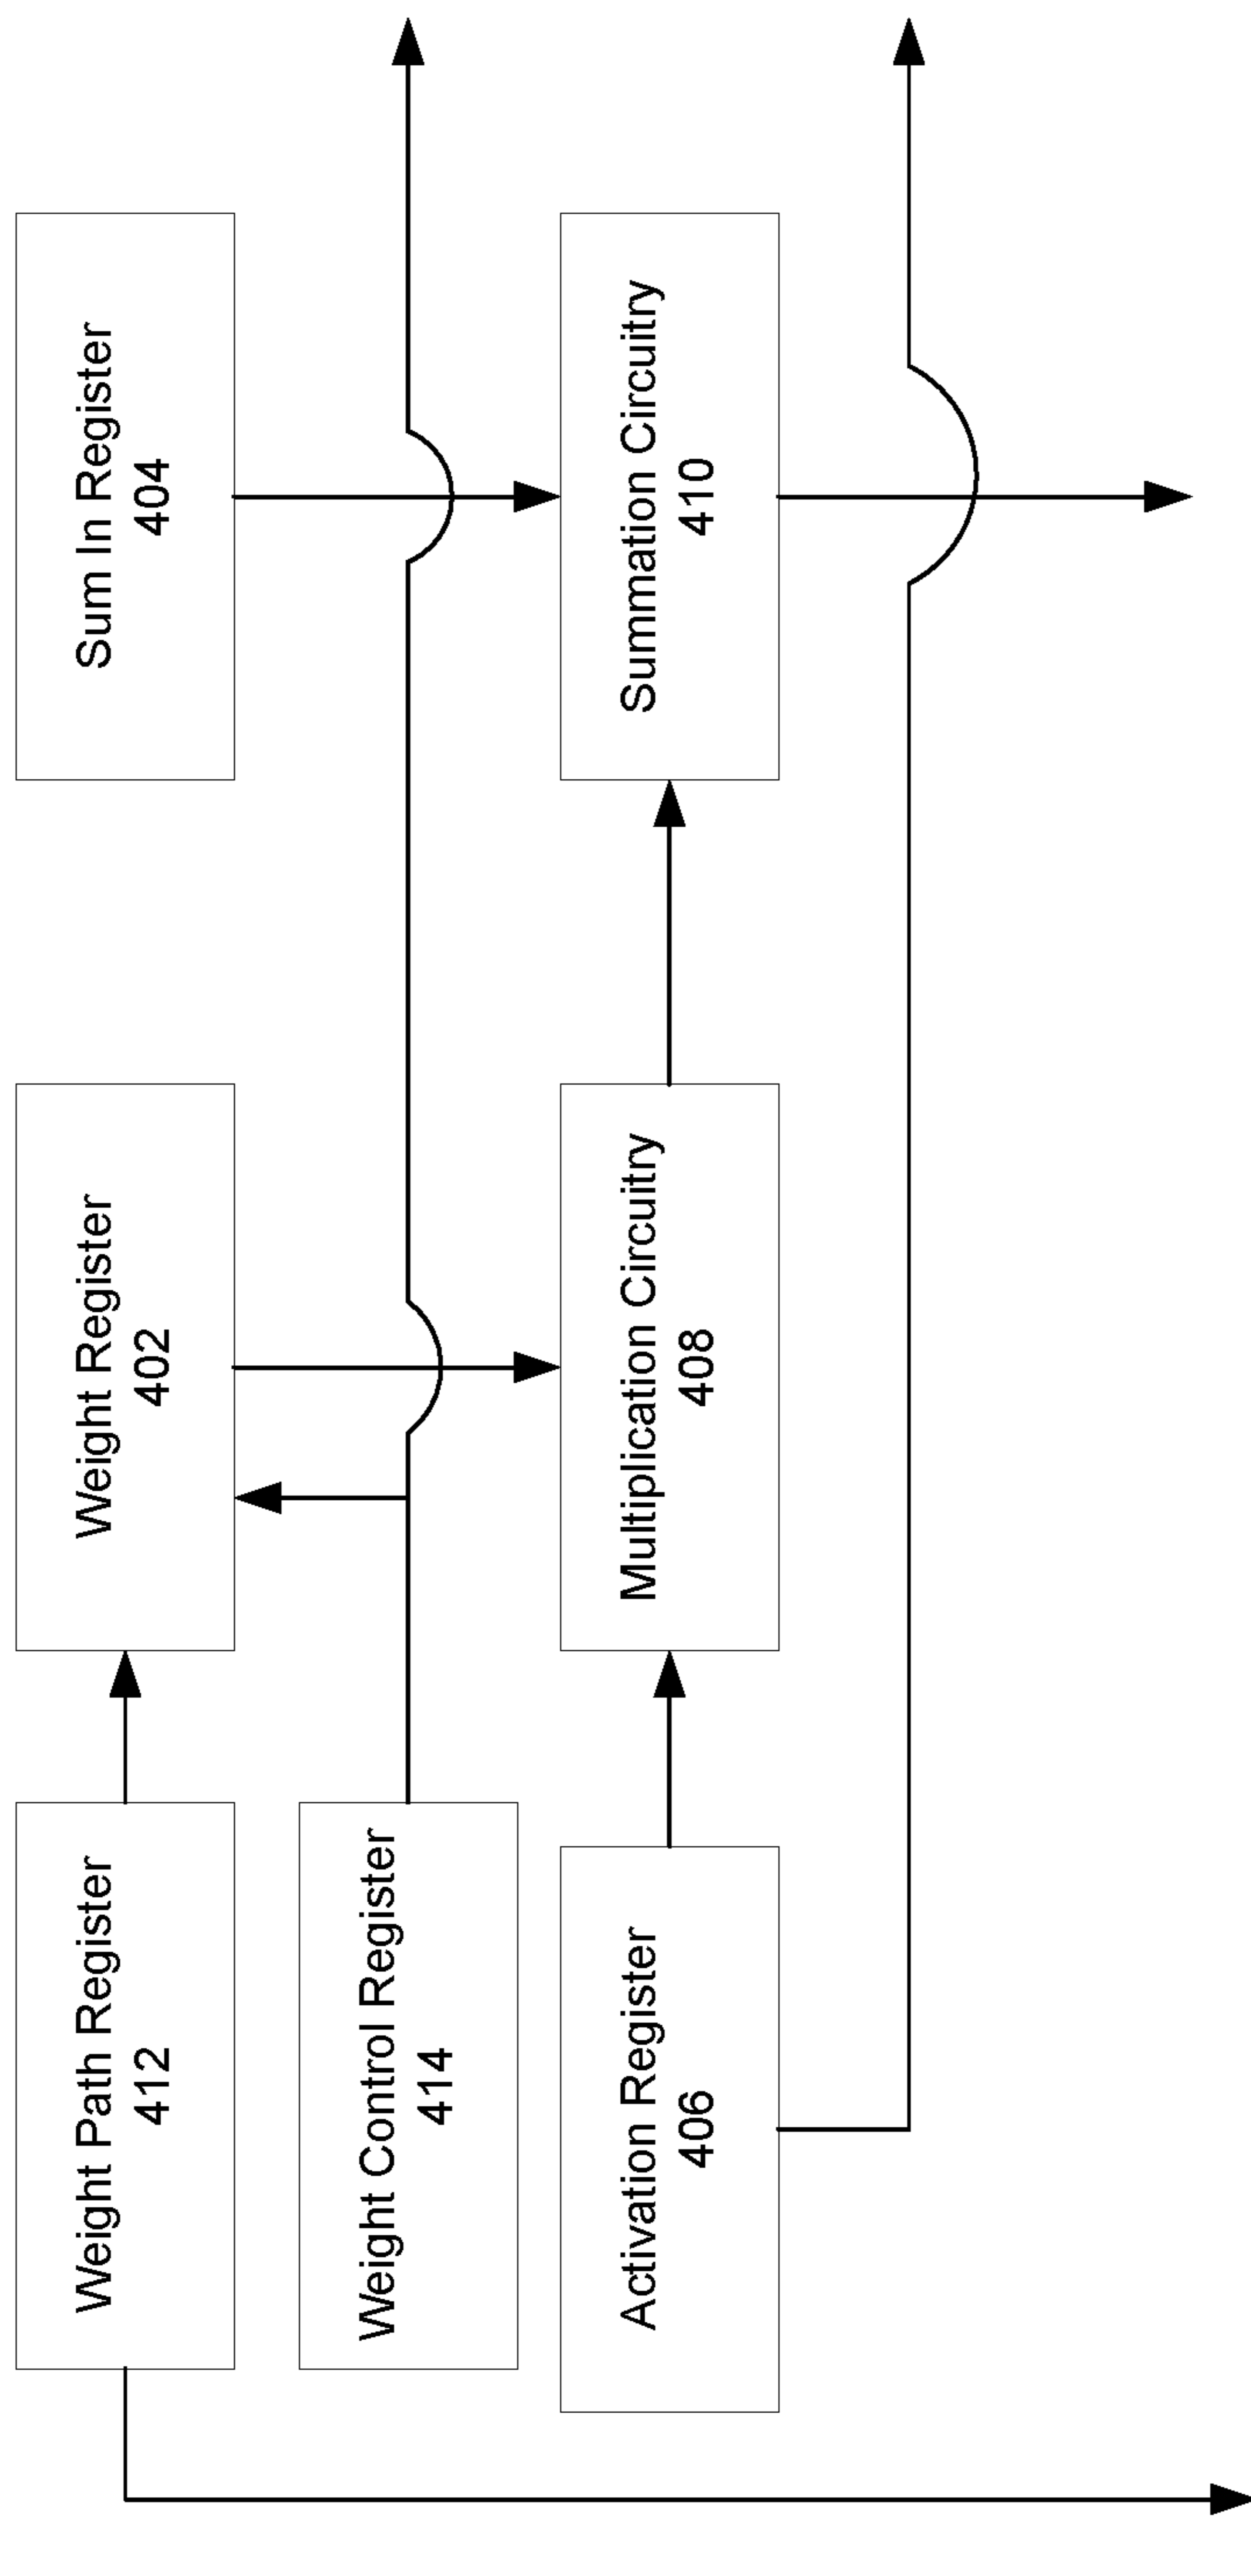 Weight Path Register
412
Weight Register
402
Sum In Register
404
Weight Control Register
414
Activation Register
406
Multiplication Circuitry
408
Summation Circuitry
410